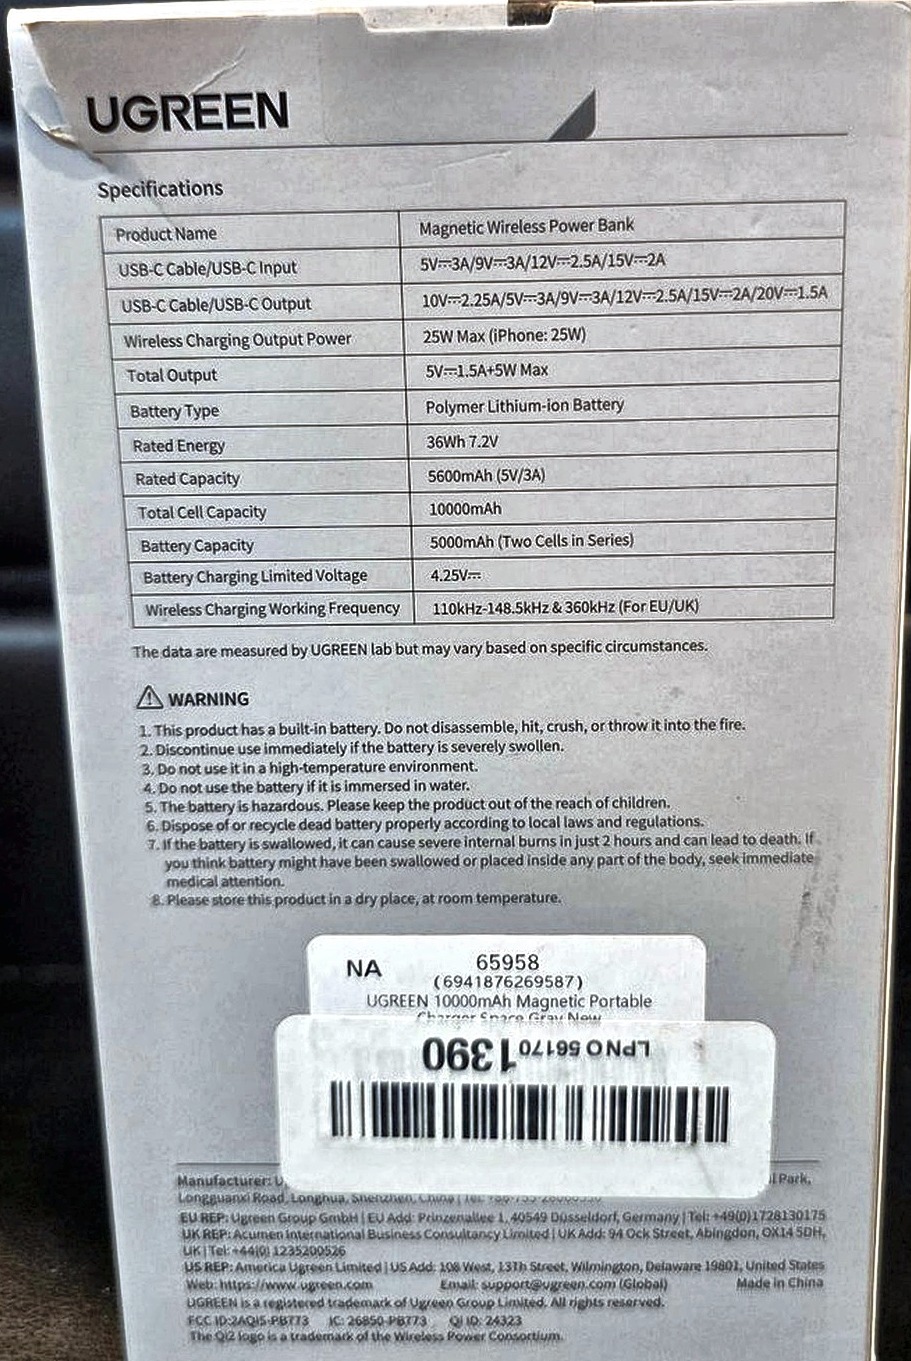 UGREEN
Specifications
Product Name Magnetic Wireless Power Bank
USB-C Cable/USB-C Input 5V⎓3A/9V⎓3A/12V⎓2.5A/15V⎓2A
USB-C Cable/USB-C Output 10V⎓2.25A/5V⎓3A/9V⎓3A/12V⎓2.5A/15V⎓2A/20V⎓1.5A
Wireless Charging Output Power 25W Max (iPhone: 25W)
Total Output 5V⎓1.5A+5W Max
Battery Type Polymer Lithium-ion Battery
Rated Energy 36Wh 7.2V
Rated Capacity 5600mAh (5V/3A)
Total Cell Capacity 10000mAh
Battery Capacity 5000mAh (Two Cells in Series)
Battery Charging Limited Voltage 4.25V⎓
Wireless Charging Working Frequency 110kHz-148.5kHz & 360kHz (For EU/UK)
The data are measured by UGREEN lab but may vary based on specific circumstances.
WARNING
1. This product has a built-in battery. Do not disassemble, hit, crush, or throw it into the fire.
2. Discontinue use immediately if the battery is severely swollen.
3. Do not use it in a high-temperature environment.
4. Do not use the battery if it is immersed in water.
5. The battery is hazardous. Please keep the product out of the reach of children.
6. Dispose of or recycle dead battery properly according to local laws and regulations.
7. If the battery is swallowed, it can cause severe internal burns in just 2 hours and can lead to death. If
you think battery might have been swallowed or placed inside any part of the body, seek immediate
medical attention.
8. Please store this product in a dry place, at room temperature.
NA 65958
(6941876269587)
UGREEN 10000mAh Magnetic Portable
Charger Space Gray New
LPNO 561701390
Manufacturer: Park,
Longguanxi Road, Longhua, Shenzhen, China | Tel:
EU REP: Ugreen Group GmbH | EU Add: Prinzenallee 1, 40549 Düsseldorf, Germany | Tel: +49(0)1728130175
UK REP: Acumen International Business Consultancy Limited | UK Add: 94 Ock Street, Abingdon, OX14 5DH,
UK | Tel: +44(0) 1235200526
US REP: America Ugreen Limited | US Add: 108 West, 13Th Street, Wilmington, Delaware 19801, United States
Web: https://www.ugreen.com Email: support@ugreen.com (Global) Made in China
UGREEN is a registered trademark of Ugreen Group Limited. All rights reserved.
FCC ID:2AQI5-PB773 IC: 26850-PB773 QI ID: 24323
The Qi2 logo is a trademark of the Wireless Power Consortium.